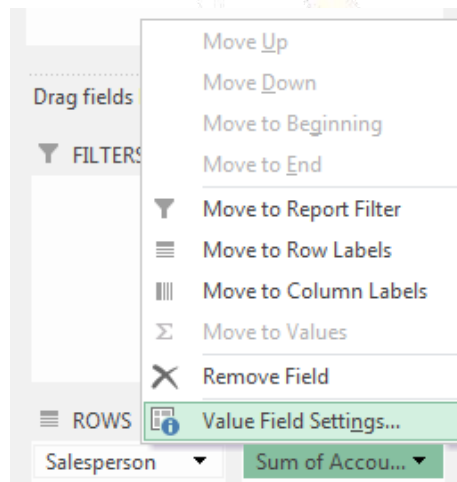 Move Up
Move Down
Drag fields
Move to Beginning
FILTERS
Move to End
Move to Report Filter
Move to Row Labels
Move to Column Labels
Move to Values
Remove Field
ROWS
Value Field Settings...
Salesperson
Sum of Accou...